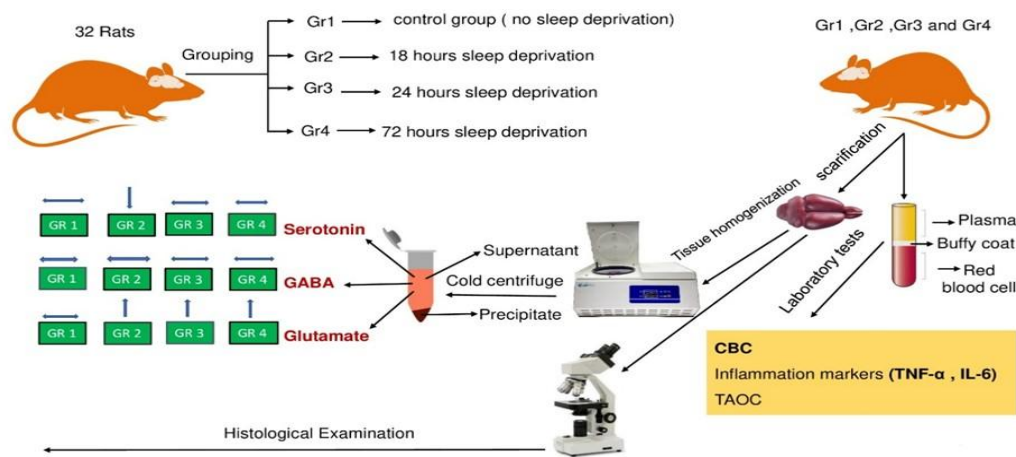 32 Rats
Grouping
Gr1
control group ( no sleep deprivation)
Gr2
18 hours sleep deprivation
Gr3
24 hours sleep deprivation
Gr4
72 hours sleep deprivation
Gr1 ,Gr2 ,Gr3 and Gr4
scarification
Tissue homogenization
Laboratory tests
Plasma
Buffy coat
Red
blood cell
GR 1
GR 2
GR 3
GR 4
Serotonin
GR 1
GR 2
GR 3
GR 4
GABA
GR 1
GR 2
GR 3
GR 4
Glutamate
Supernatant
Cold centrifuge
Precipitate
CBC
Inflammation markers (TNF-α , IL-6)
TAOC
Histological Examination